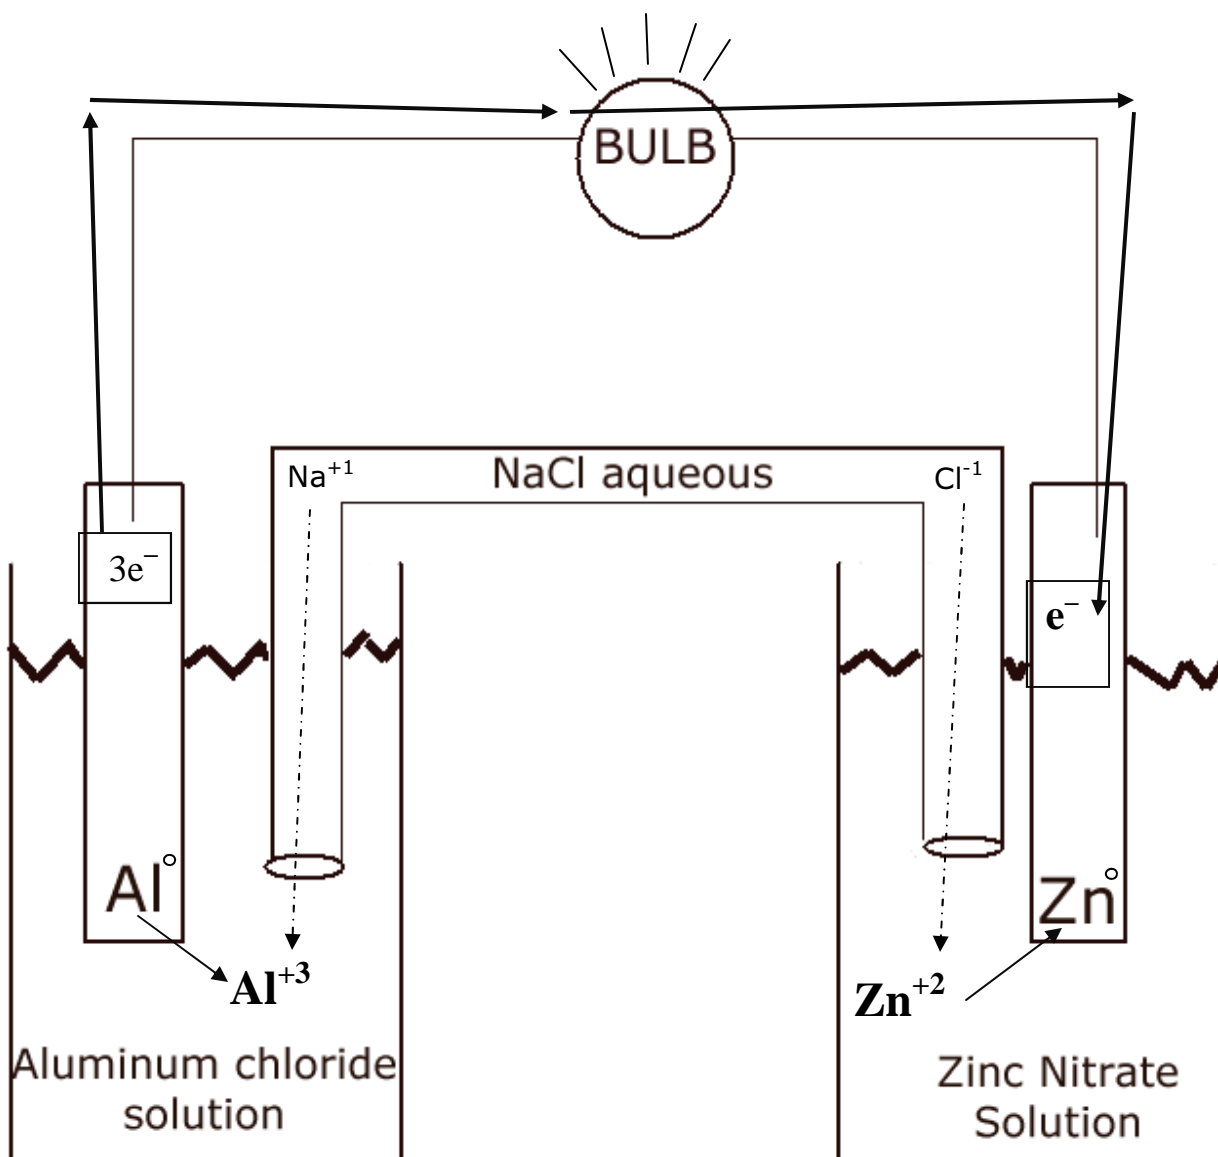 BULB
Na⁺¹
NaCl aqueous
Cl⁻¹
3e⁻
e⁻
Al°
Zn°
Al⁺³
Zn⁺²
Aluminum chloride
solution
Zinc Nitrate
Solution